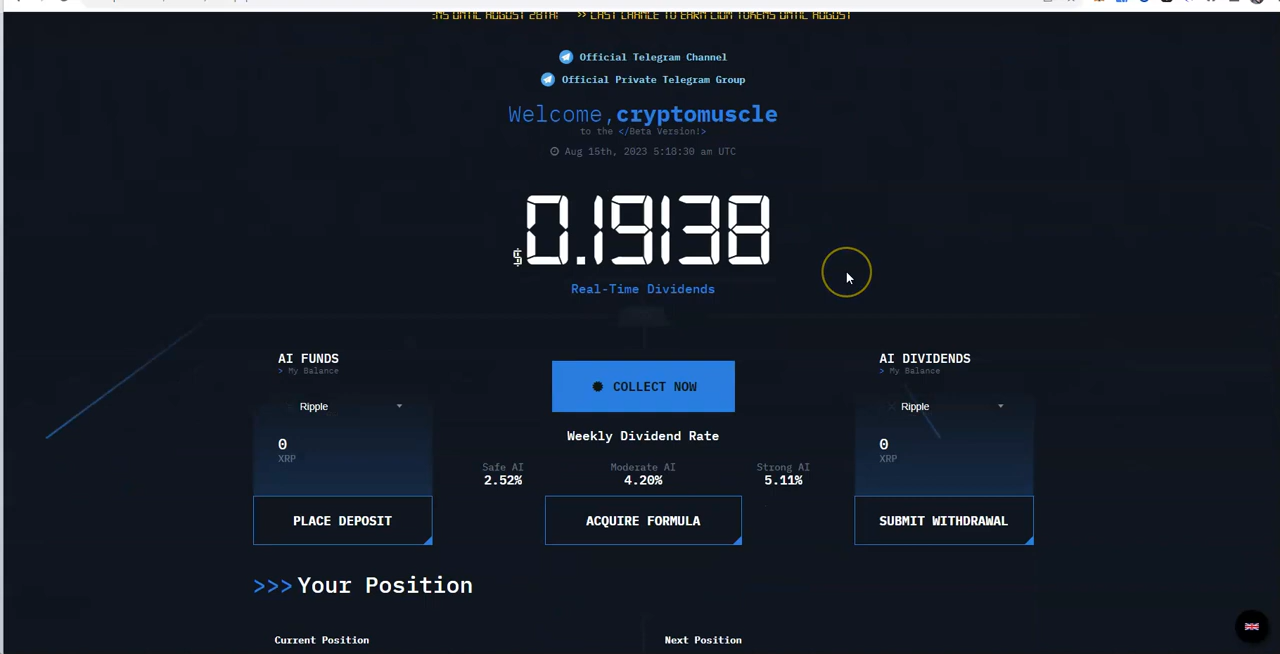 >> LAST CHANCE TO EARN LION TOKENS UNTIL AUGUST
Official Telegram Channel
Official Private Telegram Group
Welcome,cryptomuscle
to the </Beta Version!>
Aug 15th, 2023 5:18:30 am UTC
$0.19138
Real-Time Dividends
AI FUNDS
> My Balance
Ripple
0
XRP
PLACE DEPOSIT
COLLECT NOW
Weekly Dividend Rate
Safe AI
2.52%
Moderate AI
4.20%
Strong AI
5.11%
ACQUIRE FORMULA
AI DIVIDENDS
> My Balance
Ripple
0
XRP
SUBMIT WITHDRAWAL
>>> Your Position
Current Position
Next Position